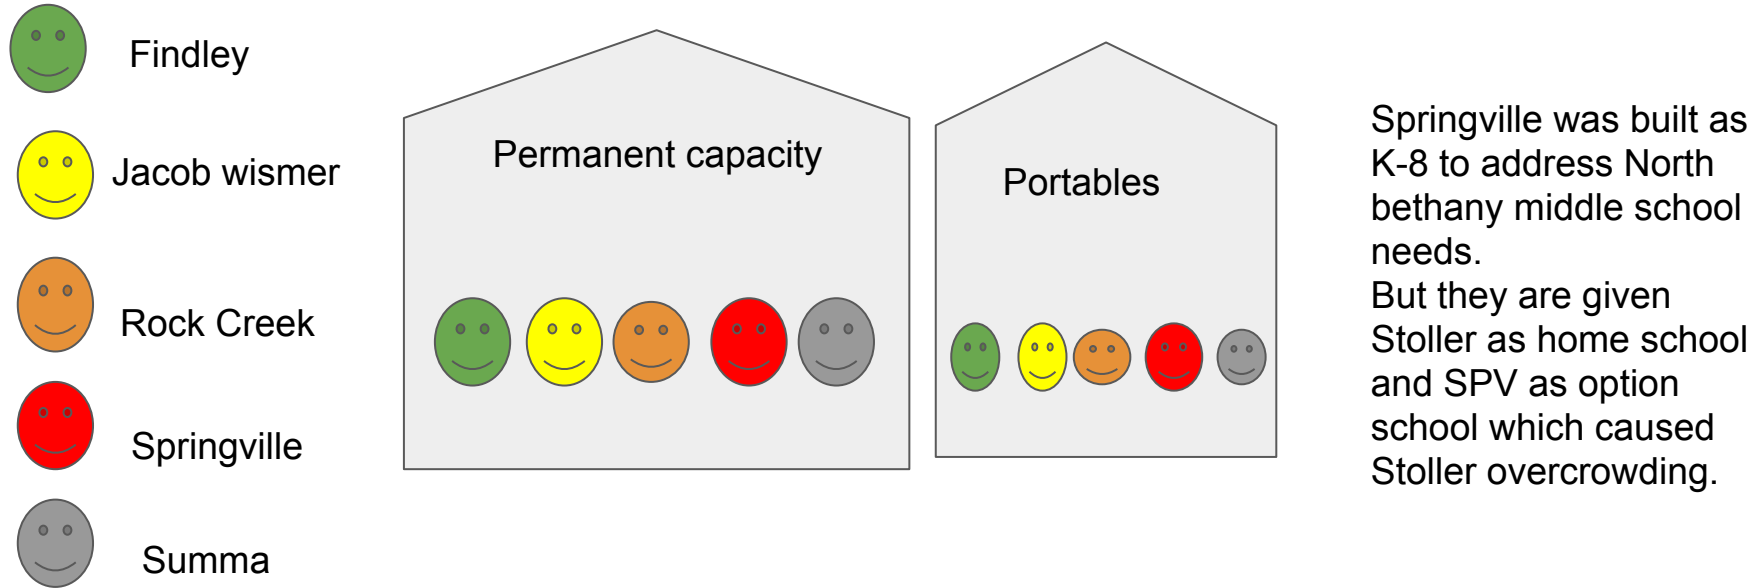 Findley
Jacob wismer
Rock Creek
Springville
Summa
Permanent capacity
Portables
Springville was built as
K-8 to address North
bethany middle school
needs.
But they are given
Stoller as home school
and SPV as option
school which caused
Stoller overcrowding.